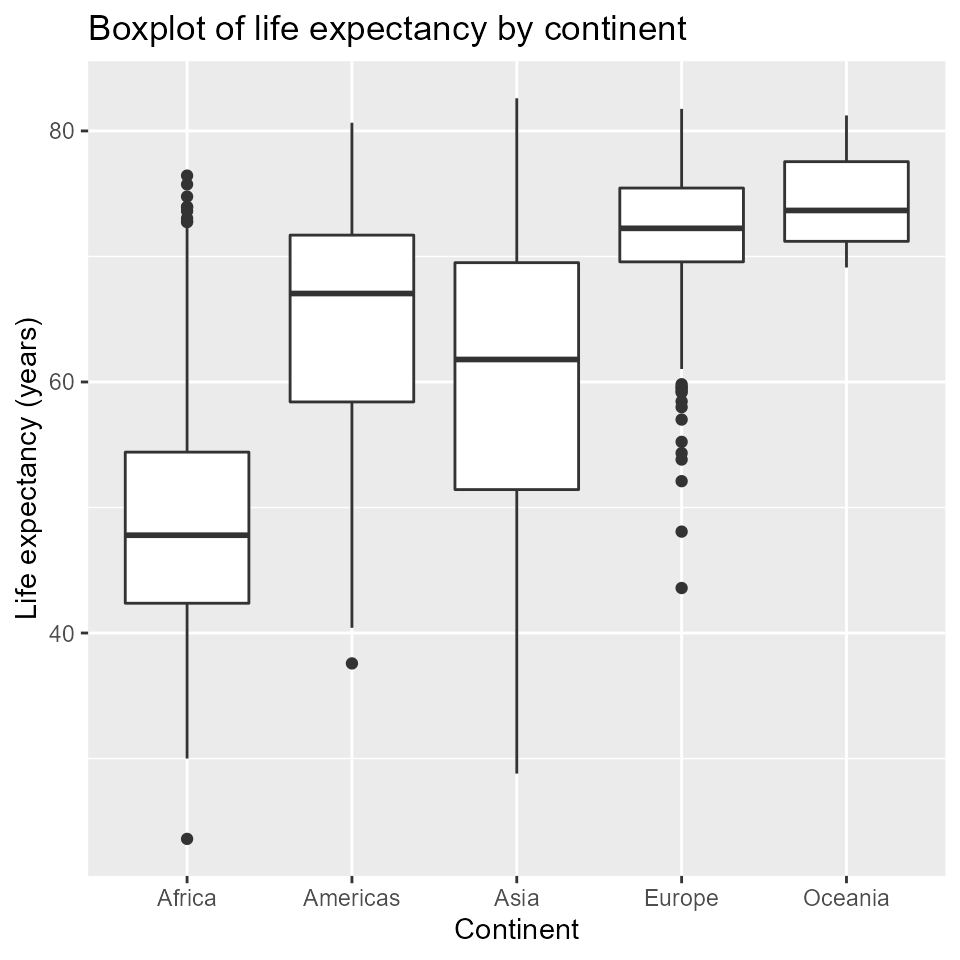 Boxplot of life expectancy by continent
Life expectancy (years)
80
60
40
Africa Americas Asia Europe Oceania
Continent